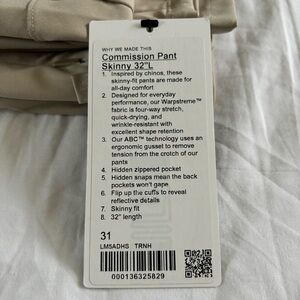 WHY WE MADE THIS
Commission Pant
Skinny 32"L
1. Inspired by chinos, these
skinny-fit pants are made for
all-day comfort
2. Designed for everyday
performance, our Warpstreme™
fabric is four-way stretch,
quick-drying, and
wrinkle-resistant with
excellent shape retention
3. Our ABC™ technology uses an
ergonomic gusset to remove
tension from the crotch of our
pants
4. Hidden zippered pocket
5. Hidden snaps mean the back
pockets won't gape
6. Flip up the cuffs to reveal
reflective details
7. Skinny fit
8. 32" length
31
LM5ADHS TRNH
000136325829